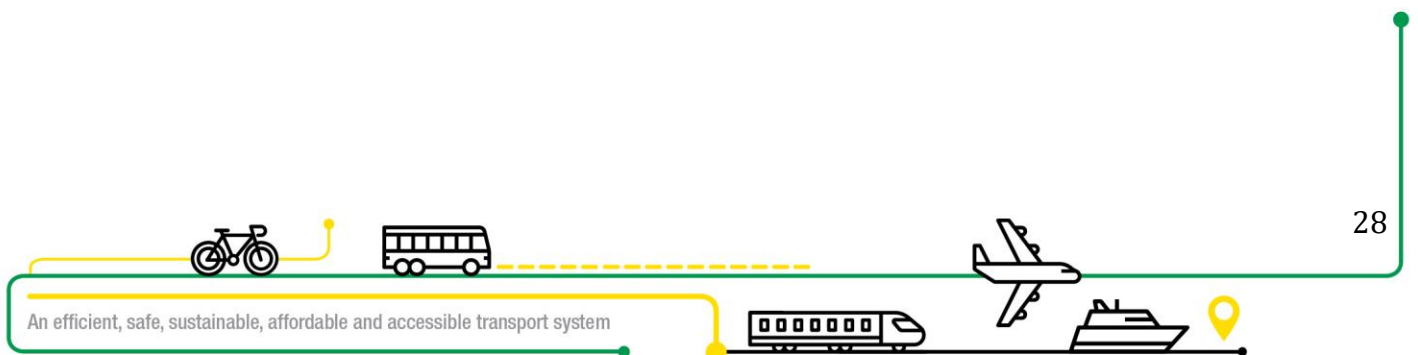 28
An efficient, safe, sustainable, affordable and accessible transport system